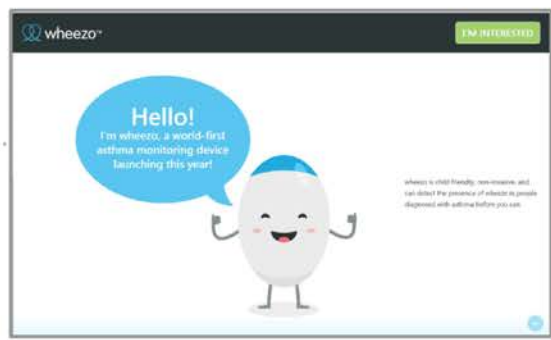 wheezo™
I'M INTERESTED
Hello!
I'm wheezo, a world-first
asthma monitoring device
launching this year!
wheezo is child friendly, non-invasive, and
can detect the presence of wheeze in people
diagnosed with asthma before you can.